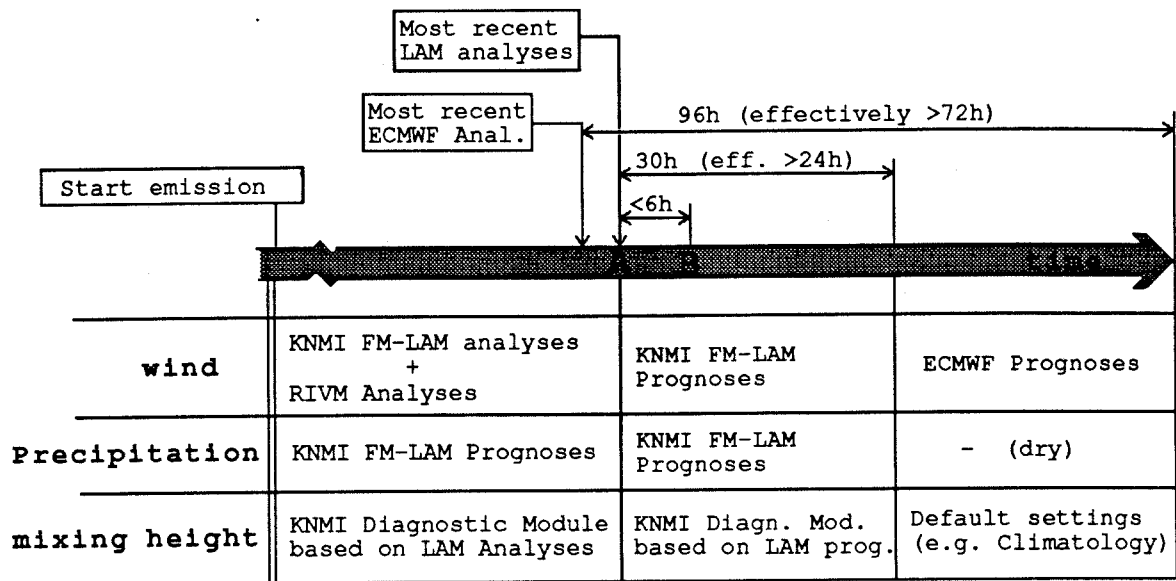 Most recent
LAM analyses
Most recent
ECMWF Anal.
96h (effectively >72h)
30h (eff. >24h)
<6h
Start emission
A B time
wind
KNMI FM-LAM analyses
+
RIVM Analyses
KNMI FM-LAM
Prognoses
ECMWF Prognoses
Precipitation
KNMI FM-LAM Prognoses
KNMI FM-LAM
Prognoses
- (dry)
mixing height
KNMI Diagnostic Module
based on LAM Analyses
KNMI Diagn. Mod.
based on LAM prog.
Default settings
(e.g. Climatology)